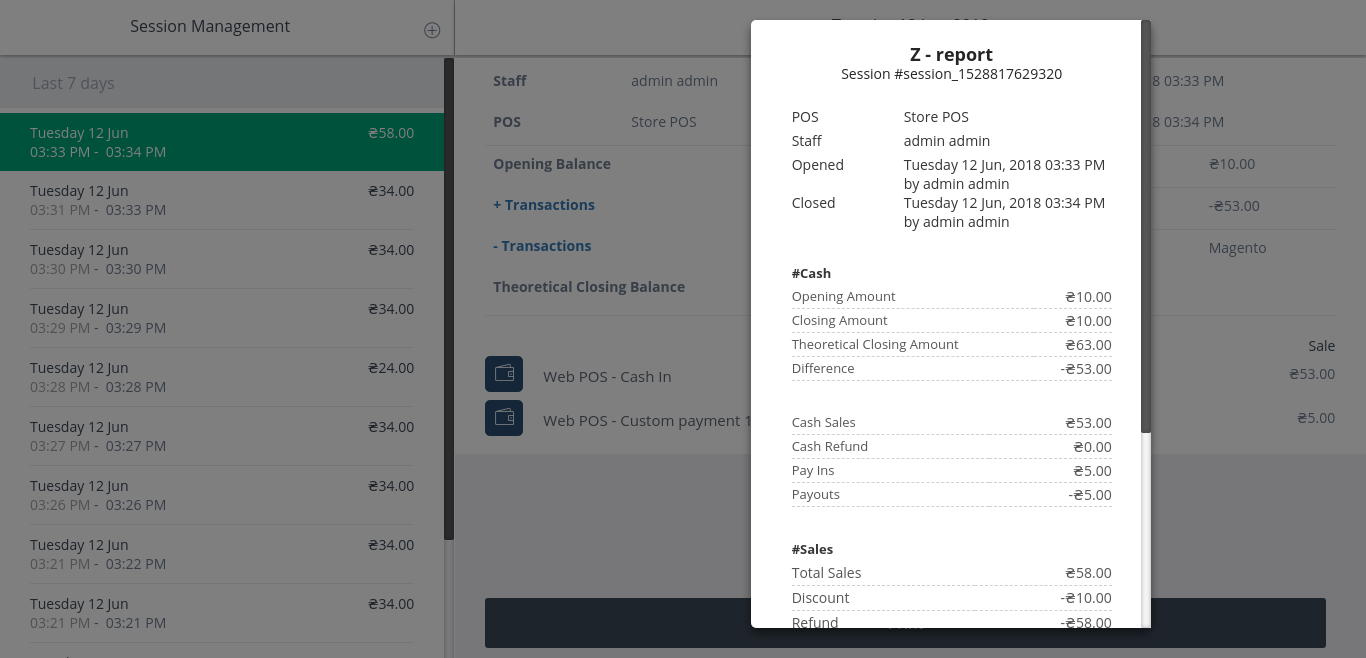 Session Management
Last 7 days
Tuesday 12 Jun ₴58.00
03:33 PM - 03:34 PM
Tuesday 12 Jun ₴34.00
03:31 PM - 03:33 PM
Tuesday 12 Jun ₴34.00
03:30 PM - 03:30 PM
Tuesday 12 Jun ₴34.00
03:29 PM - 03:29 PM
Tuesday 12 Jun ₴24.00
03:28 PM - 03:28 PM
Tuesday 12 Jun ₴34.00
03:27 PM - 03:27 PM
Tuesday 12 Jun ₴34.00
03:26 PM - 03:26 PM
Tuesday 12 Jun ₴34.00
03:21 PM - 03:22 PM
Tuesday 12 Jun ₴34.00
03:21 PM - 03:21 PM
Staff admin admin
8 03:33 PM
POS Store POS
8 03:34 PM
Opening Balance
₴10.00
+ Transactions
-₴53.00
- Transactions
Magento
Theoretical Closing Balance
Sale
Web POS - Cash In
₴53.00
Web POS - Custom payment 1
₴5.00
Z - report
Session #session_1528817629320
POS Store POS
Staff admin admin
Opened Tuesday 12 Jun, 2018 03:33 PM
by admin admin
Closed Tuesday 12 Jun, 2018 03:34 PM
by admin admin
#Cash
Opening Amount ₴10.00
Closing Amount ₴10.00
Theoretical Closing Amount ₴63.00
Difference -₴53.00
Cash Sales ₴53.00
Cash Refund ₴0.00
Pay Ins ₴5.00
Payouts -₴5.00
#Sales
Total Sales ₴58.00
Discount -₴10.00
Refund -₴58.00